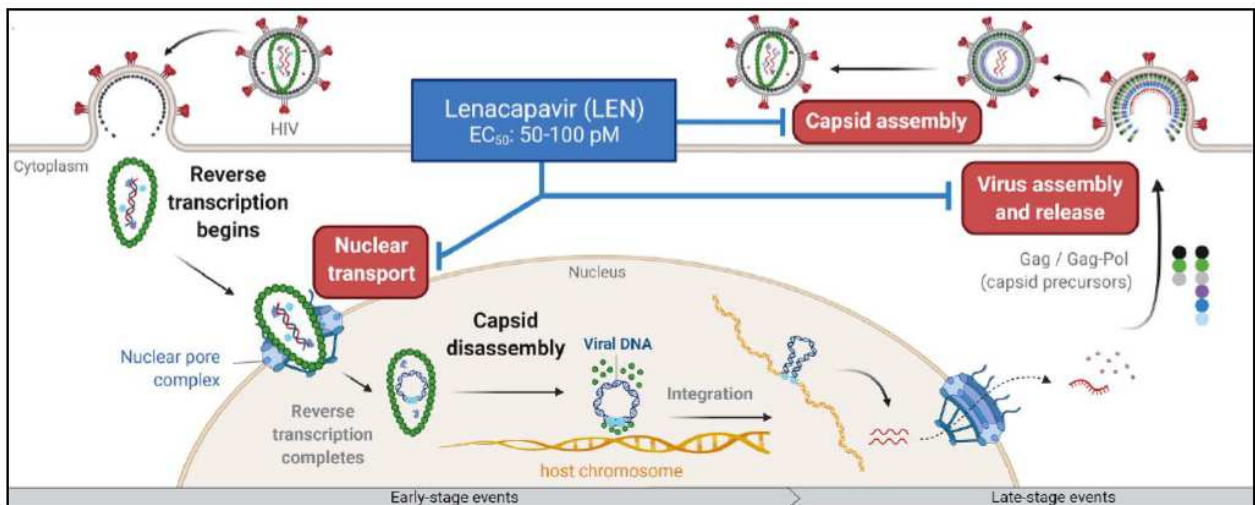 HIV
Cytoplasm
Reverse
transcription
begins
Lenacapavir (LEN)
EC₅₀: 50-100 pM
Capsid assembly
Virus assembly
and release
Nuclear
transport
Nucleus
Gag / Gag-Pol
(capsid precursors)
Nuclear pore
complex
Capsid
disassembly
Viral DNA
Reverse
transcription
completes
Integration
host chromosome
Early-stage events
Late-stage events